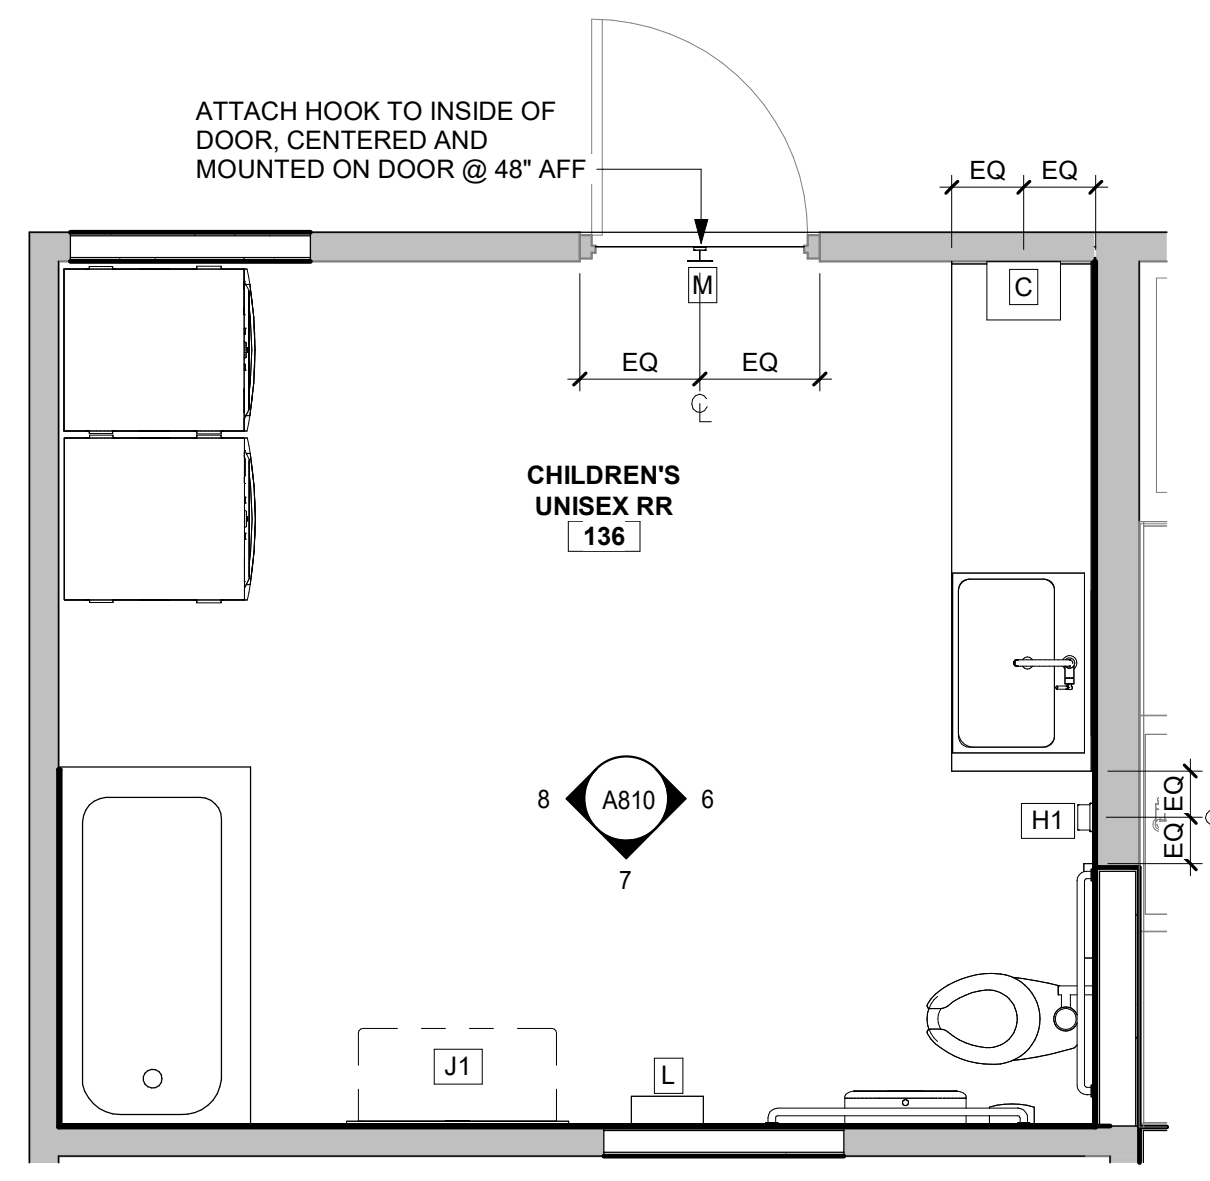 ATTACH HOOK TO INSIDE OF
DOOR, CENTERED AND
MOUNTED ON DOOR @ 48" AFF
EQ EQ
M
C
EQ EQ
CL
CHILDREN'S
UNISEX RR
136
8 A810 6
7
H1
EQ
EQ
J1
L